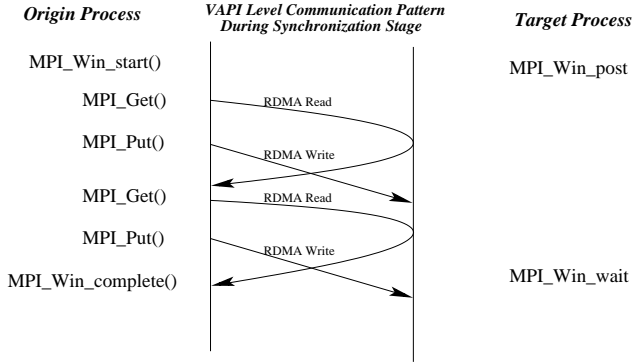 Origin Process
VAPI Level Communication Pattern
During Synchronization Stage
Target Process
MPI_Win_start()
MPI_Win_post
MPI_Get()
RDMA Read
MPI_Put()
RDMA Write
MPI_Get()
RDMA Read
MPI_Put()
RDMA Write
MPI_Win_complete()
MPI_Win_wait